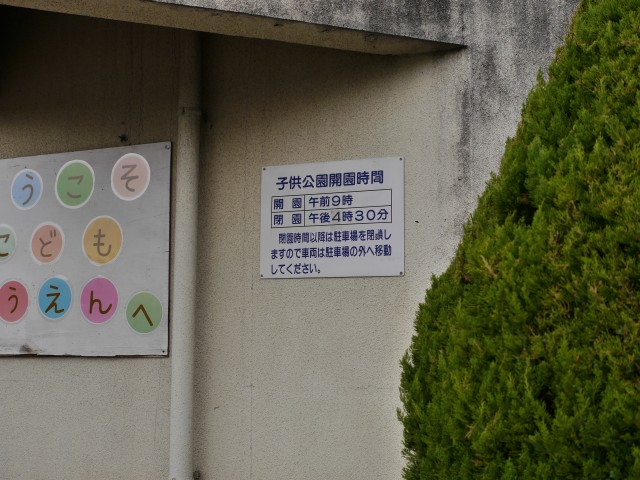 うこそ
こども
うえんへ
子供公園開園時間
開 園 午前9時
閉 園 午後4時30分
閉園時間以降は駐車場を閉鎖し
ますので車両は駐車場の外へ移動
してください。